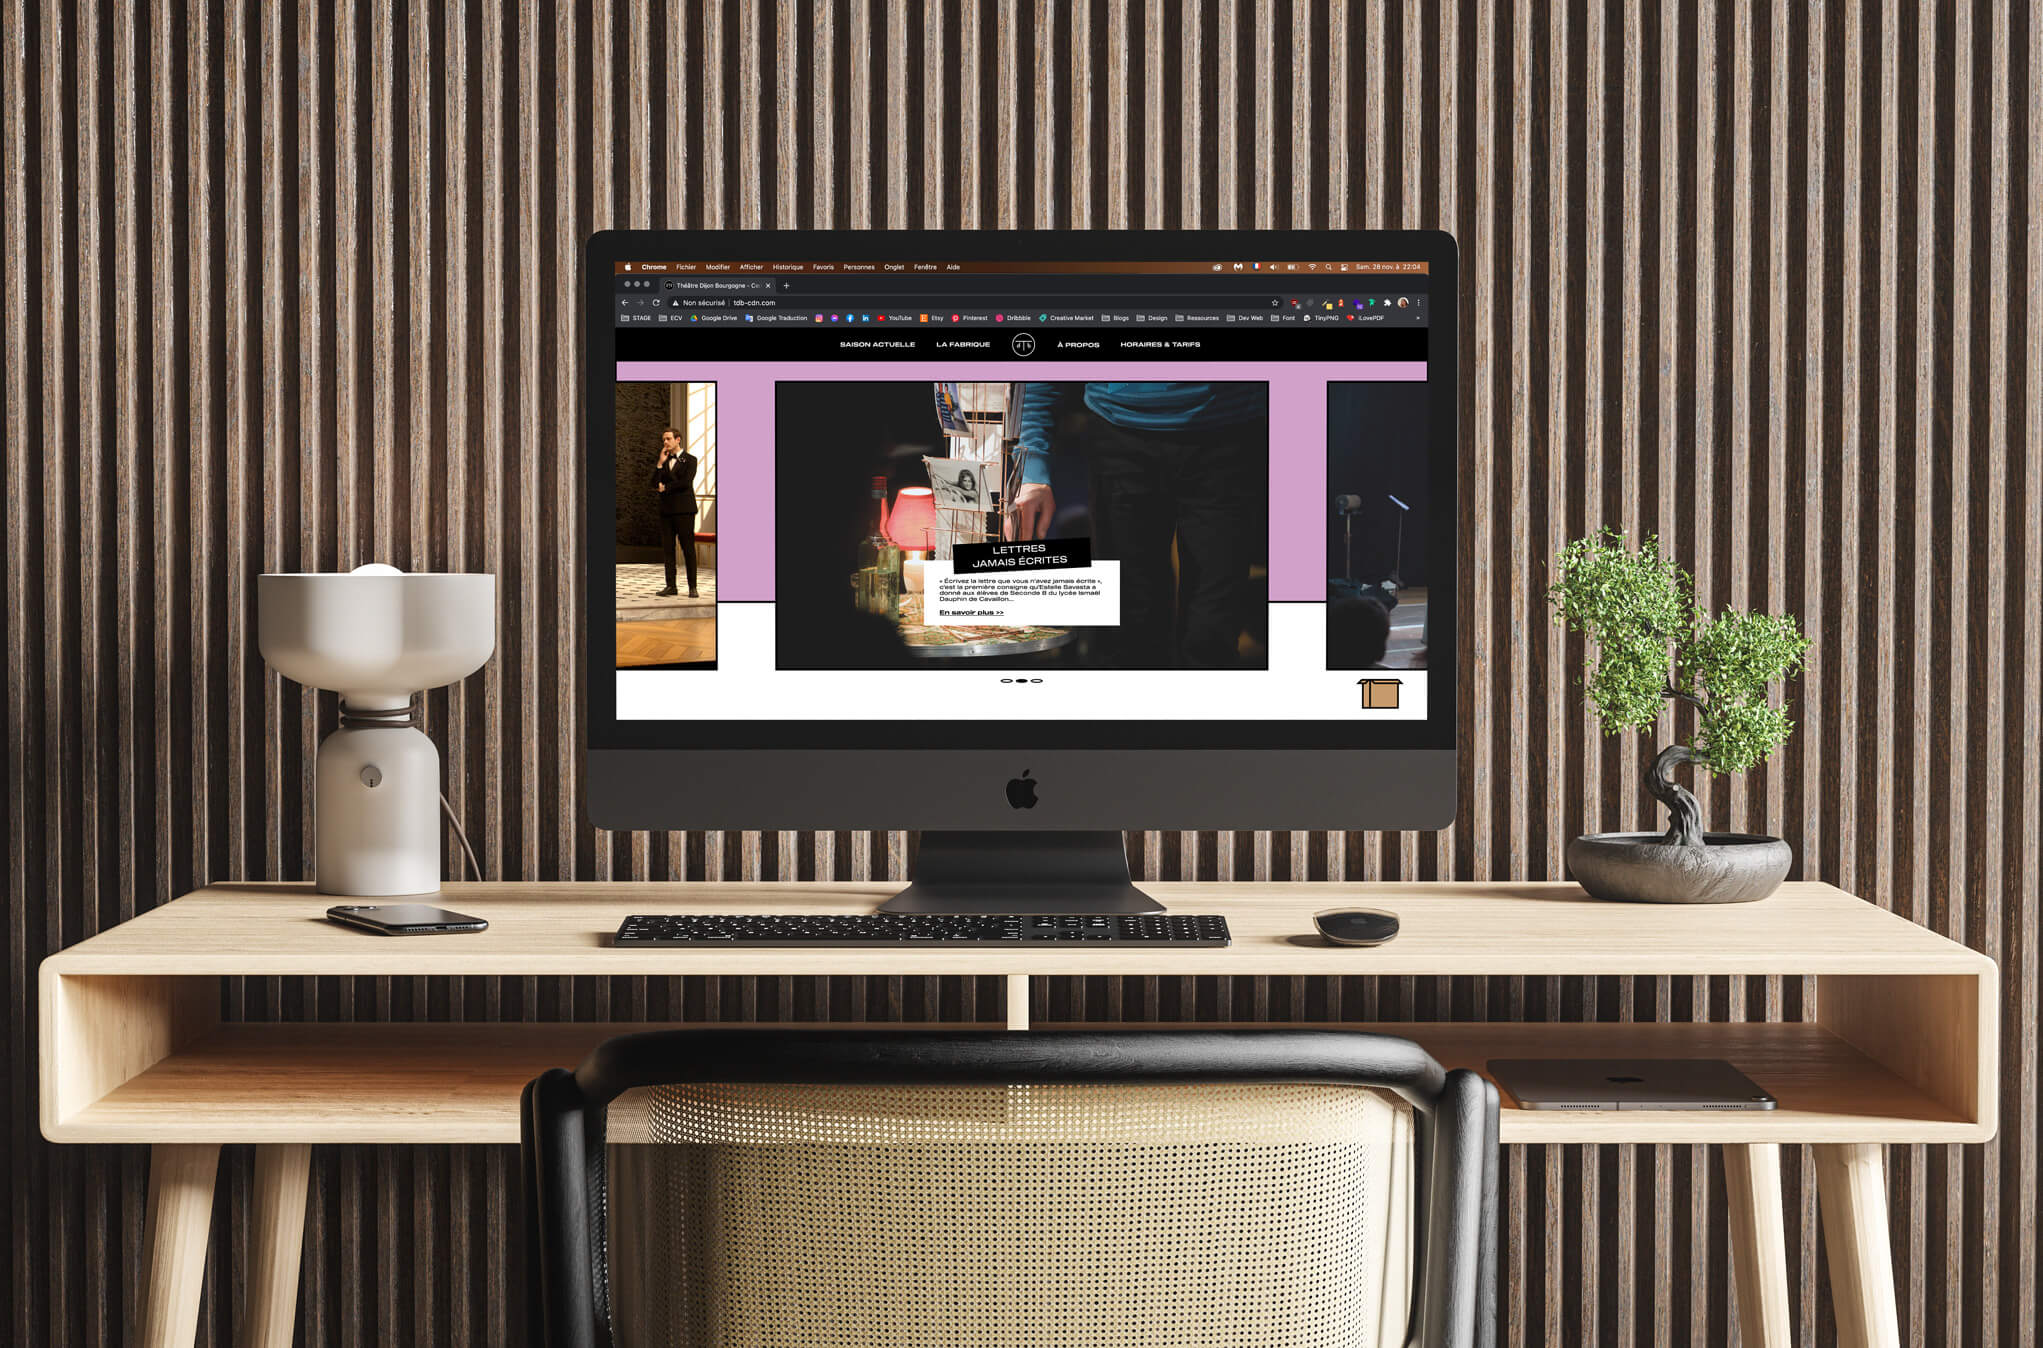 Chrome Fichier Modifier Afficher Historique Favoris Personnes Onglet Fenêtre Aide
Sam. 28 nov. à 22:04
Théâtre Dijon Bourgogne - Ce
Non sécurisé | tdb-cdn.com
STAGE ECV Google Drive Google Traduction YouTube Etsy Pinterest Dribbble Creative Market Blogs Design Ressources Dev Web Font TinyPNG iLovePDF »
SAISON ACTUELLE LA FABRIQUE dTb À PROPOS HORAIRES & TARIFS
LETTRES
JAMAIS ÉCRITES
« Écrivez la lettre que vous n'avez jamais écrite »,
c'est la première consigne qu'Estelle Savasta a
donné aux élèves de Seconde 8 du lycée Ismaël
Dauphin de Cavaillon...
En savoir plus >>